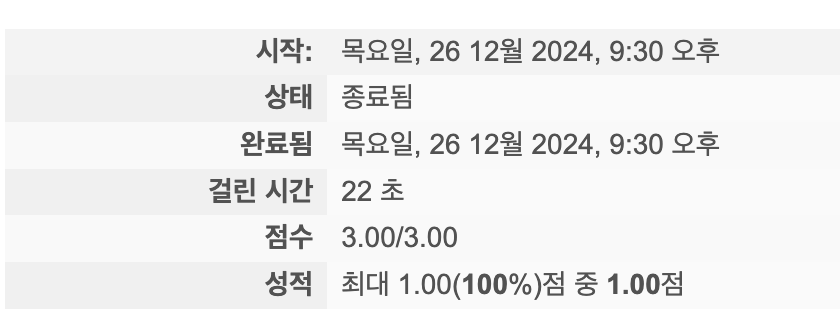 시작: 목요일, 26 12월 2024, 9:30 오후
상태 종료됨
완료됨 목요일, 26 12월 2024, 9:30 오후
걸린 시간 22 초
점수 3.00/3.00
성적 최대 1.00(100%)점 중 1.00점